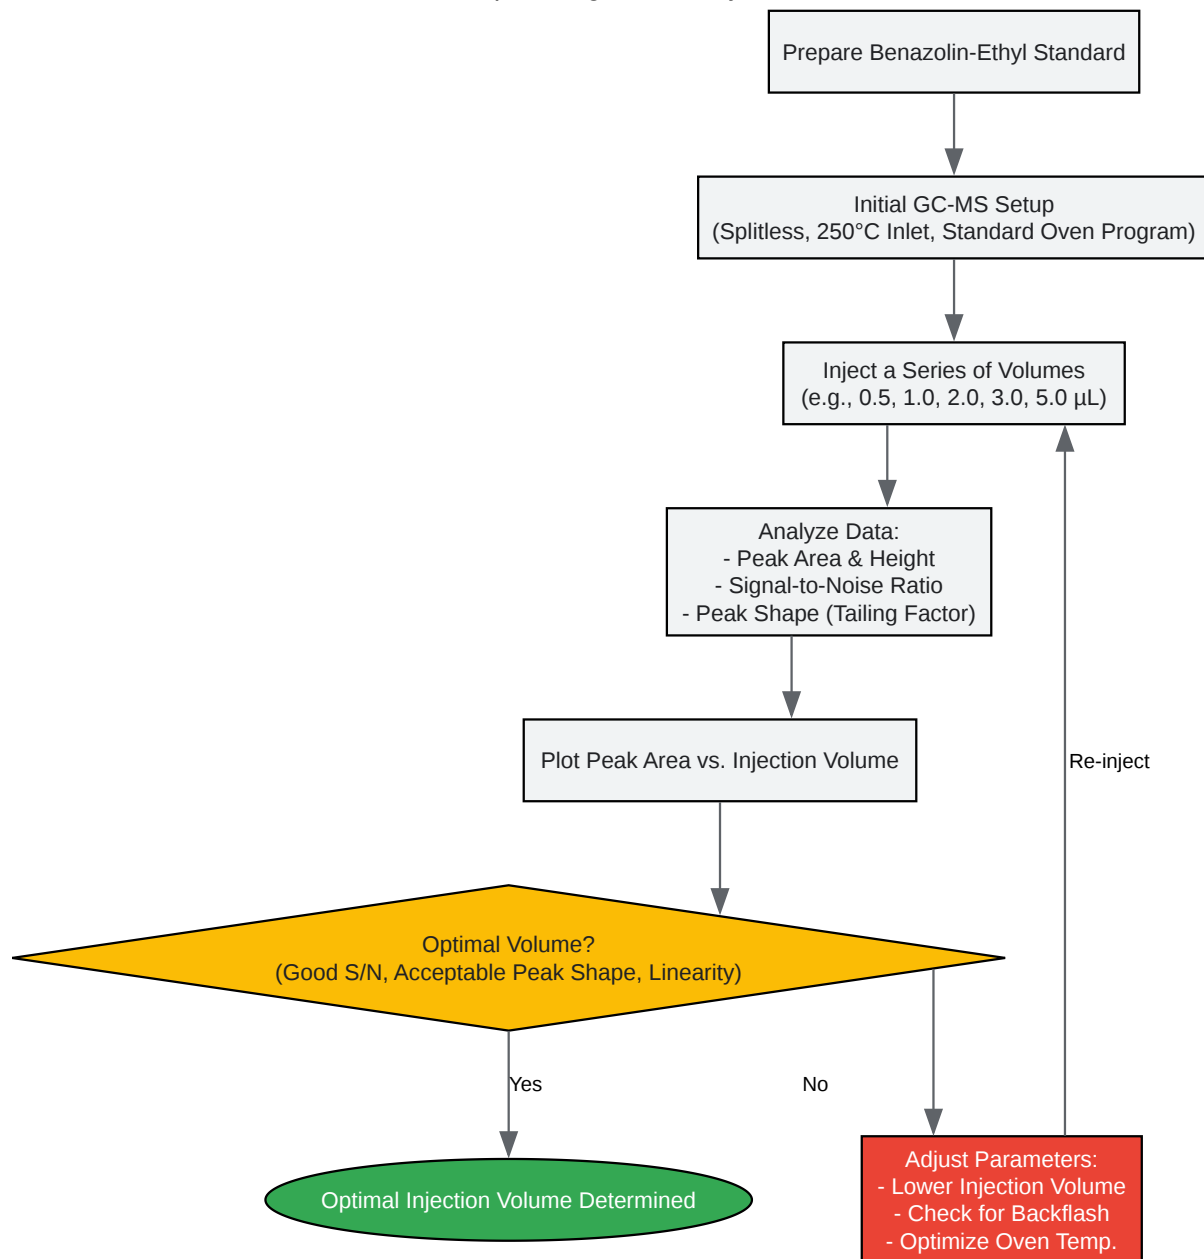 Prepare Benazolin-Ethyl Standard
Initial GC-MS Setup
(Splitless, 250°C Inlet, Standard Oven Program)
Inject a Series of Volumes
(e.g., 0.5, 1.0, 2.0, 3.0, 5.0 µL)
Analyze Data:
- Peak Area & Height
- Signal-to-Noise Ratio
- Peak Shape (Tailing Factor)
Plot Peak Area vs. Injection Volume
Re-inject
Optimal Volume?
(Good S/N, Acceptable Peak Shape, Linearity)
Yes
No
Optimal Injection Volume Determined
Adjust Parameters:
- Lower Injection Volume
- Check for Backflash
- Optimize Oven Temp.